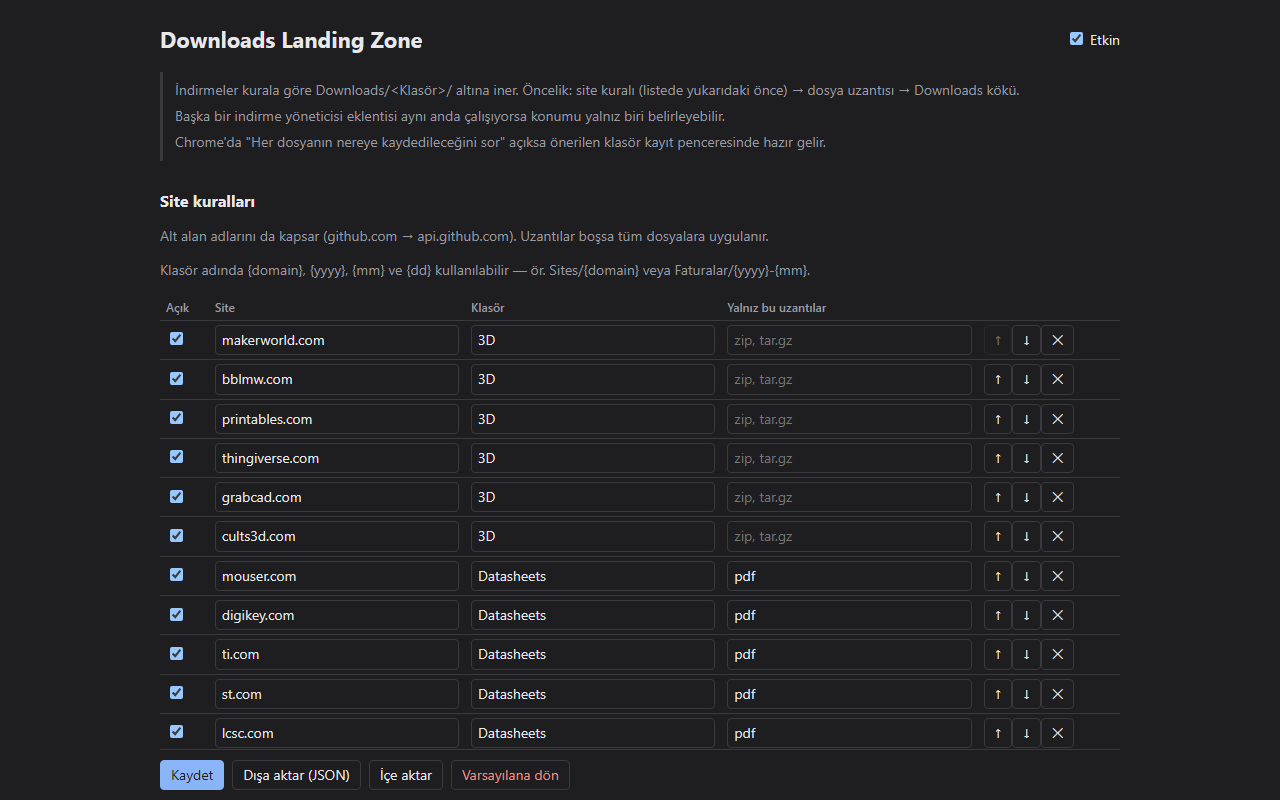 Downloads Landing Zone
Etkin
İndirmeler kurala göre Downloads/<Klasör>/ altına iner. Öncelik: site kuralı (listede yukarıdaki önce) → dosya uzantısı → Downloads kökü.
Başka bir indirme yöneticisi eklentisi aynı anda çalışıyorsa konumu yalnız biri belirleyebilir.
Chrome'da "Her dosyanın nereye kaydedileceğini sor" açıksa önerilen klasör kayıt penceresinde hazır gelir.
Site kuralları
Alt alan adlarını da kapsar (github.com → api.github.com). Uzantılar boşsa tüm dosyalara uygulanır.
Klasör adında {domain}, {yyyy}, {mm} ve {dd} kullanılabilir — ör. Sites/{domain} veya Faturalar/{yyyy}-{mm}.
Açık Site Klasör Yalnız bu uzantılar
makerworld.com 3D zip, tar.gz ↑ ↓ ✕
bblmw.com 3D zip, tar.gz ↑ ↓ ✕
printables.com 3D zip, tar.gz ↑ ↓ ✕
thingiverse.com 3D zip, tar.gz ↑ ↓ ✕
grabcad.com 3D zip, tar.gz ↑ ↓ ✕
cults3d.com 3D zip, tar.gz ↑ ↓ ✕
mouser.com Datasheets pdf ↑ ↓ ✕
digikey.com Datasheets pdf ↑ ↓ ✕
ti.com Datasheets pdf ↑ ↓ ✕
st.com Datasheets pdf ↑ ↓ ✕
lcsc.com Datasheets pdf ↑ ↓ ✕
Kaydet Dışa aktar (JSON) İçe aktar Varsayılana dön